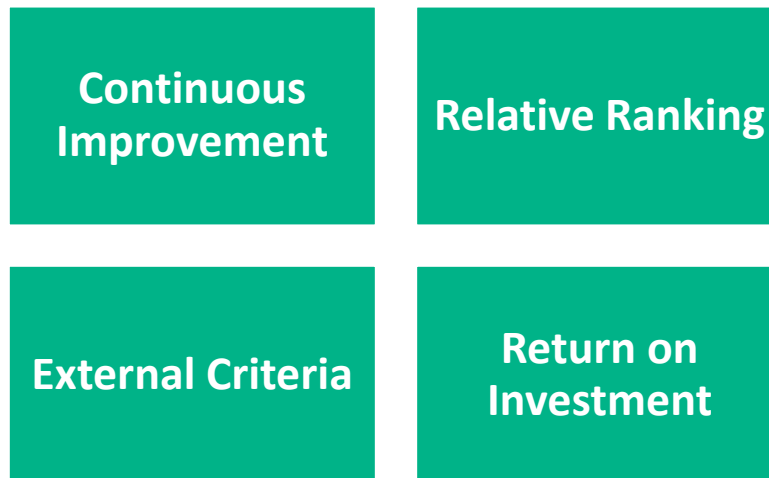 Continuous
Improvement
Relative Ranking
External Criteria
Return on
Investment